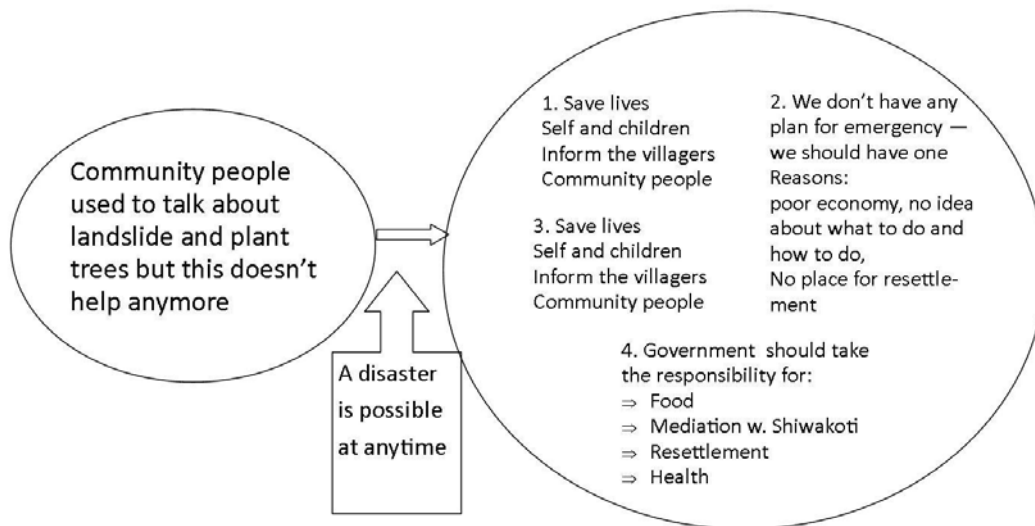 Community people
used to talk about
landslide and plant
trees but this doesn't
help anymore
A disaster
is possible
at anytime
1. Save lives
Self and children
Inform the villagers
Community people
2. We don't have any
plan for emergency —
we should have one
Reasons:
poor economy, no idea
about what to do and
how to do,
No place for resettle-
ment
3. Save lives
Self and children
Inform the villagers
Community people
4. Government should take
the responsibility for:
⇒ Food
⇒ Mediation w. Shiwakoti
⇒ Resettlement
⇒ Health